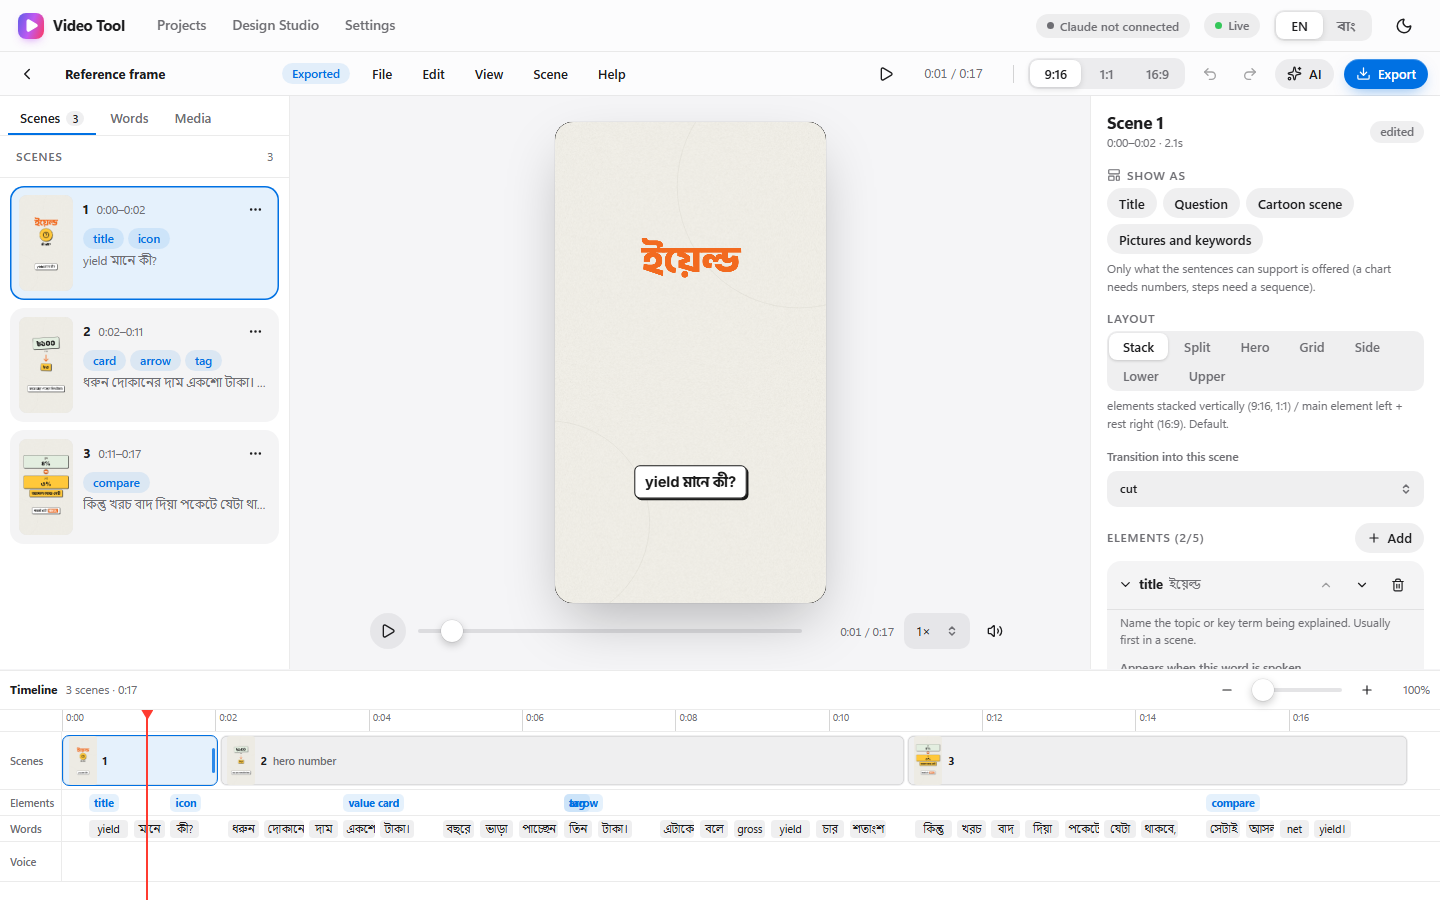 Video Tool
Projects
Design Studio
Settings
Claude not connected
Live
EN
বাং
Reference frame
Exported
File
Edit
View
Scene
Help
0:01 / 0:17
9:16
1:1
16:9
AI
Export
Scenes 3
Words
Media
SCENES 3
1 0:00–0:02
title icon
yield মানে কী?
2 0:02–0:11
card arrow tag
ধরুন দোকানের দাম একশো টাকা। ...
3 0:11–0:17
compare
কিন্তু খরচ বাদ দিয়া পকেটে যেটা থা...
ইয়েল্ড
yield মানে কী?
0:01 / 0:17
1×
Scene 1
0:00–0:02 · 2.1s
edited
SHOW AS
Title Question Cartoon scene
Pictures and keywords
Only what the sentences can support is offered (a chart
needs numbers, steps need a sequence).
LAYOUT
Stack Split Hero Grid Side
Lower Upper
elements stacked vertically (9:16, 1:1) / main element left +
rest right (16:9). Default.
Transition into this scene
cut
ELEMENTS (2/5)
Add
title ইয়েল্ড
Name the topic or key term being explained. Usually
first in a scene.
Appears when this word is spoken
Timeline 3 scenes · 0:17
100%
0:00 0:02 0:04 0:06 0:08 0:10 0:12 0:14 0:16
Scenes 1 2 hero number 3
Elements title icon value card arrow compare
Words yield মানে কী? ধরুন দোকানে দাম একশে টাকা। বছরে ভাড়া পাচ্ছেন তিন টাকা। এটাকে বলে gross yield চার শতাংশ কিন্তু খরচ বাদ দিয়া পকেটে যেটা থাকবে, সেটাই আসল net yield।
Voice